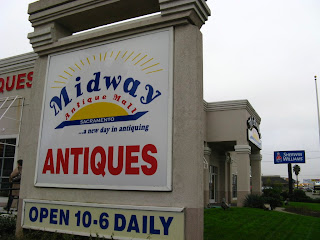 Midway
Antique Mall
SACRAMENTO
...a new day in antiquing
ANTIQUES
OPEN 10-6 DAILY
SHERWIN
WILLIAMS